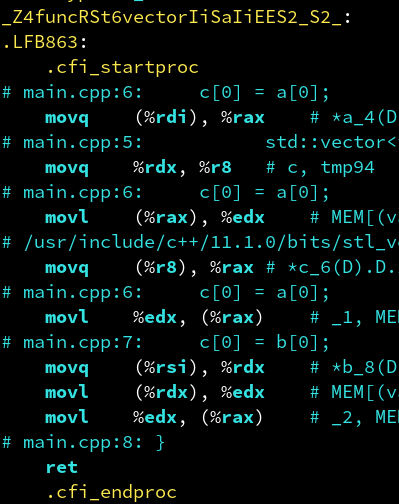 _Z4funcRSt6vectorIiSaIiEES2_S2_:
.LFB863:
.cfi_startproc
# main.cpp:6: c[0] = a[0];
movq (%rdi), %rax # *a_4(D
# main.cpp:5: std::vector<
movq %rdx, %r8 # c, tmp94
# main.cpp:6: c[0] = a[0];
movl (%rax), %edx # MEM[(va
# /usr/include/c++/11.1.0/bits/stl_ve
movq (%r8), %rax # *c_6(D).D.
# main.cpp:6: c[0] = a[0];
movl %edx, (%rax) # _1, MEM
# main.cpp:7: c[0] = b[0];
movq (%rsi), %rdx # *b_8(D
movl (%rdx), %edx # MEM[(va
movl %edx, (%rax) # _2, MEM
# main.cpp:8: }
ret
.cfi_endproc